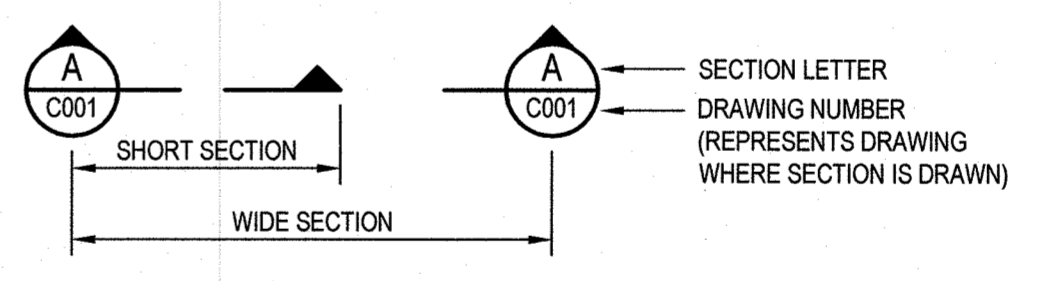 A
C001
A
C001
SECTION LETTER
DRAWING NUMBER
(REPRESENTS DRAWING
WHERE SECTION IS DRAWN)
SHORT SECTION
WIDE SECTION